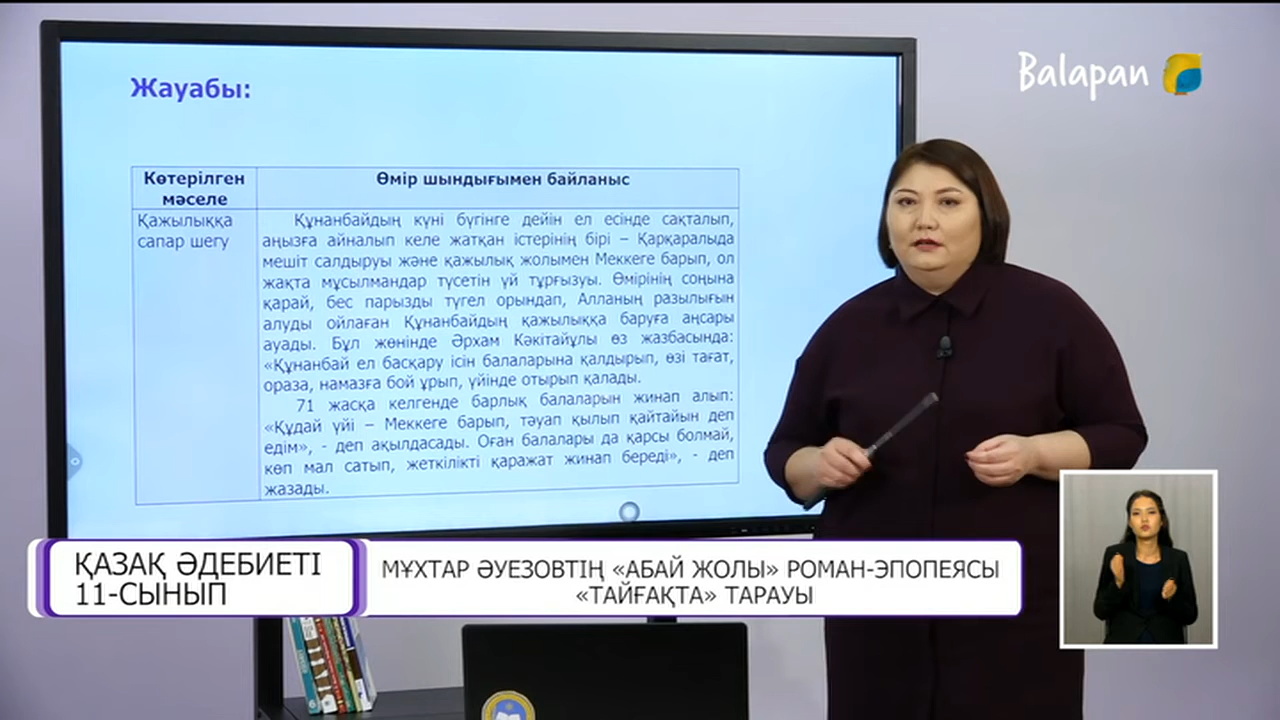 Balapan
Жауабы:
Көтерілген
мәселе
Өмір шындығымен байланыс
Қажылыққа
сапар шегу
Құнанбайдың күні бүгінге дейін ел есінде сақталып,
аңызға айналып келе жатқан істерінің бірі – Қарқаралыда
мешіт салдыруы және қажылық жолымен Меккеге барып, ол
жақта мұсылмандар түсетін үй тұрғызуы. Өмірінің соңына
қарай, бес парызды түгел орындап, Алланың разылығын
алуды ойлаған Құнанбайдың қажылыққа баруға аңсары
ауады. Бұл жөнінде Әрхам Кәкітайұлы өз жазбасында:
«Құнанбай ел басқару ісін балаларына қалдырып, өзі тағат,
ораза, намазға бой ұрып, үйінде отырып қалады.
71 жасқа келгенде барлық балаларын жинап алып:
«Құдай үйі – Меккеге барып, тәуап қылып қайтайын деп
едім», - деп ақылдасады. Оған балалары да қарсы болмай,
көп мал сатып, жеткілікті қаражат жинап береді», - деп
жазады.
ҚАЗАҚ ӘДЕБИЕТІ
11-СЫНЫП
МҰХТАР ӘУЕЗОВТІҢ «АБАЙ ЖОЛЫ» РОМАН-ЭПОПЕЯСЫ
«ТАЙҒАҚТА» ТАРАУЫ